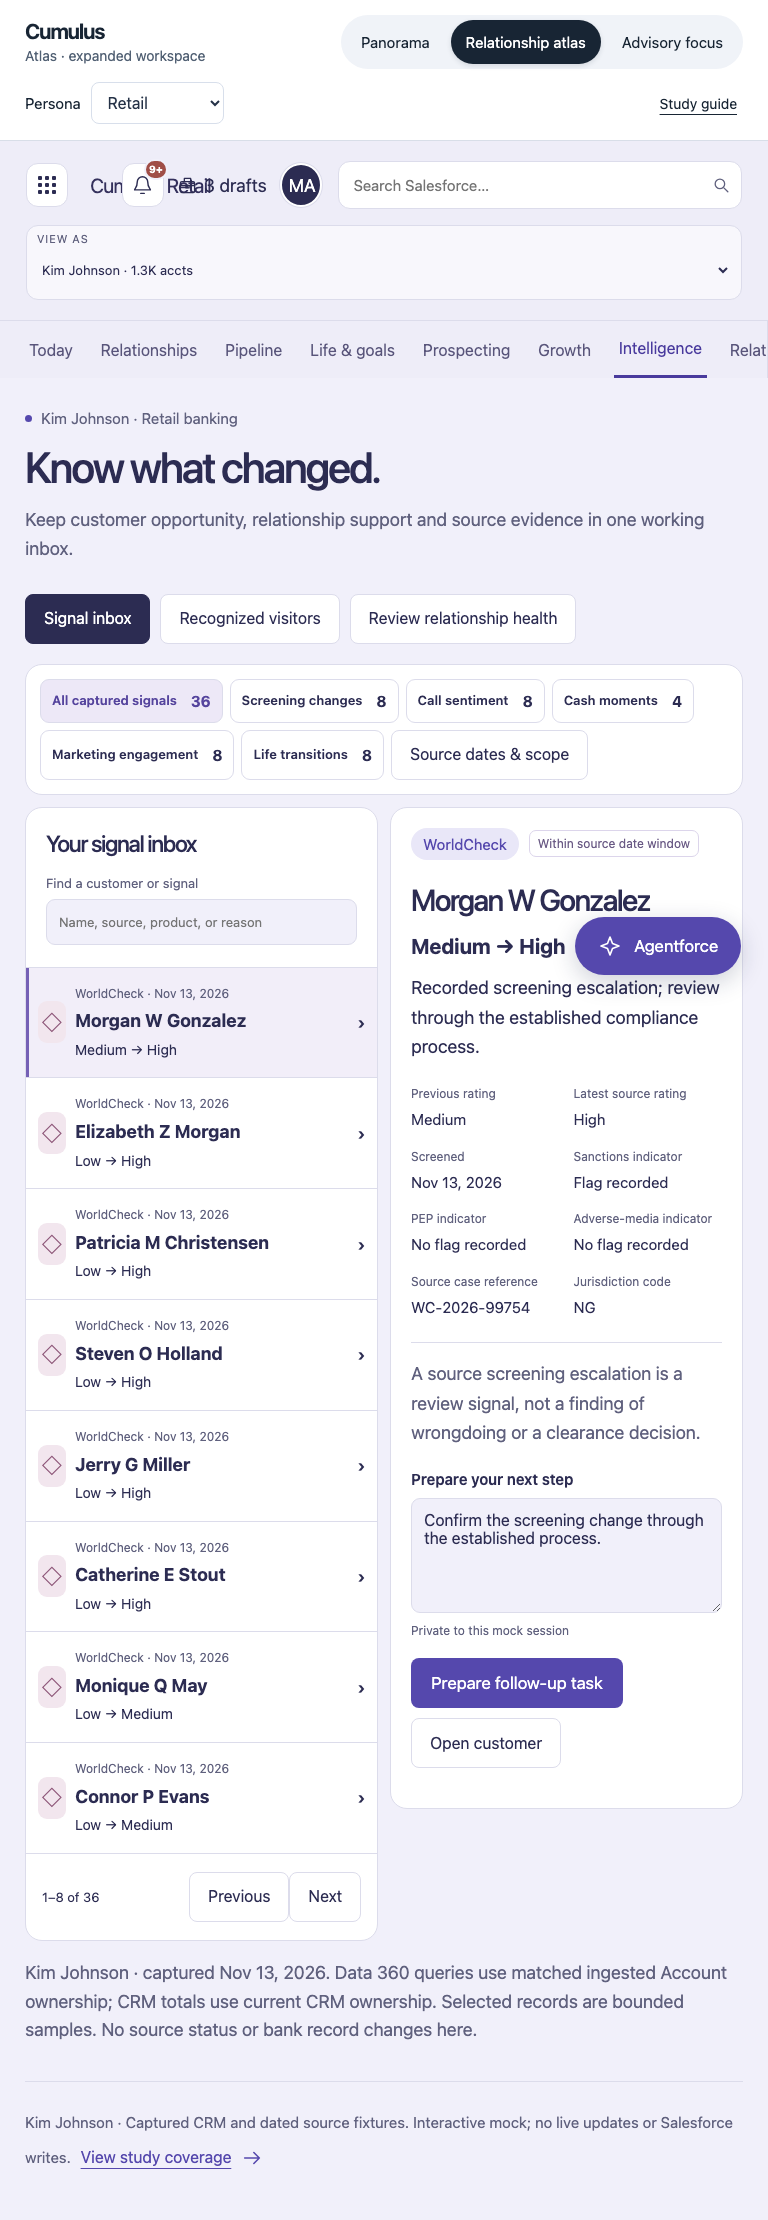 Cumulus
Atlas · expanded workspace
Panorama
Relationship atlas
Advisory focus
Persona
Retail
Study guide
9+
Retail
3 drafts
MA
Search Salesforce...
VIEW AS
Kim Johnson · 1.3K accts
Today
Relationships
Pipeline
Life & goals
Prospecting
Growth
Intelligence
Kim Johnson · Retail banking
Know what changed.
Keep customer opportunity, relationship support and source evidence in one working
inbox.
Signal inbox
Recognized visitors
Review relationship health
All captured signals 36
Screening changes 8
Call sentiment 8
Cash moments 4
Marketing engagement 8
Life transitions 8
Source dates & scope
Your signal inbox
Find a customer or signal
Name, source, product, or reason
WorldCheck · Nov 13, 2026
Morgan W Gonzalez
Medium → High
WorldCheck · Nov 13, 2026
Elizabeth Z Morgan
Low → High
WorldCheck · Nov 13, 2026
Patricia M Christensen
Low → High
WorldCheck · Nov 13, 2026
Steven O Holland
Low → High
WorldCheck · Nov 13, 2026
Jerry G Miller
Low → High
WorldCheck · Nov 13, 2026
Catherine E Stout
Low → High
WorldCheck · Nov 13, 2026
Monique Q May
Low → Medium
WorldCheck · Nov 13, 2026
Connor P Evans
Low → Medium
1–8 of 36
Previous
Next
WorldCheck
Within source date window
Morgan W Gonzalez
Medium → High
Agentforce
Recorded screening escalation; review
through the established compliance
process.
Previous rating
Medium
Latest source rating
High
Screened
Nov 13, 2026
Sanctions indicator
Flag recorded
PEP indicator
No flag recorded
Adverse-media indicator
No flag recorded
Source case reference
WC-2026-99754
Jurisdiction code
NG
A source screening escalation is a
review signal, not a finding of
wrongdoing or a clearance decision.
Prepare your next step
Confirm the screening change through
the established process.
Private to this mock session
Prepare follow-up task
Open customer
Kim Johnson · captured Nov 13, 2026. Data 360 queries use matched ingested Account
ownership; CRM totals use current CRM ownership. Selected records are bounded
samples. No source status or bank record changes here.
Kim Johnson · Captured CRM and dated source fixtures. Interactive mock; no live updates or Salesforce
writes. View study coverage →